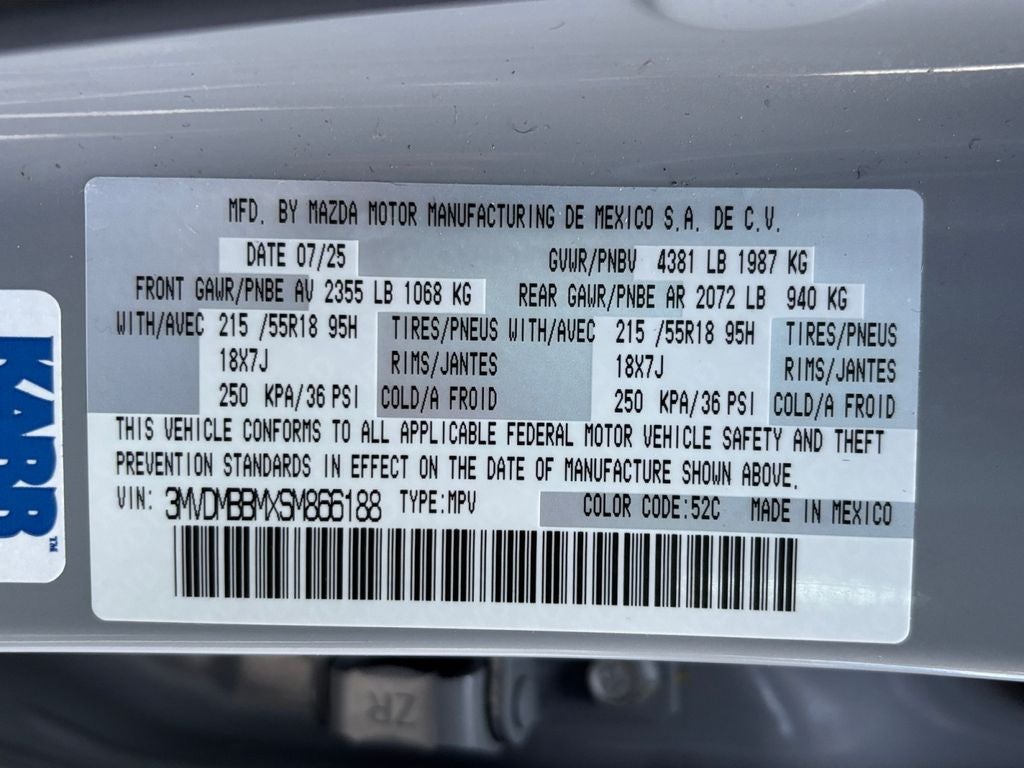 MFD. BY MAZDA MOTOR MANUFACTURING DE MEXICO S.A. DE C.V.
DATE 07/25 GVWR/PNBV 4381 LB 1987 KG
FRONT GAWR/PNBE AV 2355 LB 1068 KG REAR GAWR/PNBE AR 2072 LB 940 KG
WITH/AVEC 215 /55R18 95H TIRES/PNEUS WITH/AVEC 215 /55R18 95H TIRES/PNEUS
18X7J RIMS/JANTES 18X7J RIMS/JANTES
250 KPA/36 PSI COLD/A FROID 250 KPA/36 PSI COLD/A FROID
THIS VEHICLE CONFORMS TO ALL APPLICABLE FEDERAL MOTOR VEHICLE SAFETY AND THEFT
PREVENTION STANDARDS IN EFFECT ON THE DATE OF MANUFACTURE SHOWN ABOVE.
VIN: 3MVDMBBMXSM866188 TYPE:MPV COLOR CODE:52C MADE IN MEXICO
KARR™
ZR